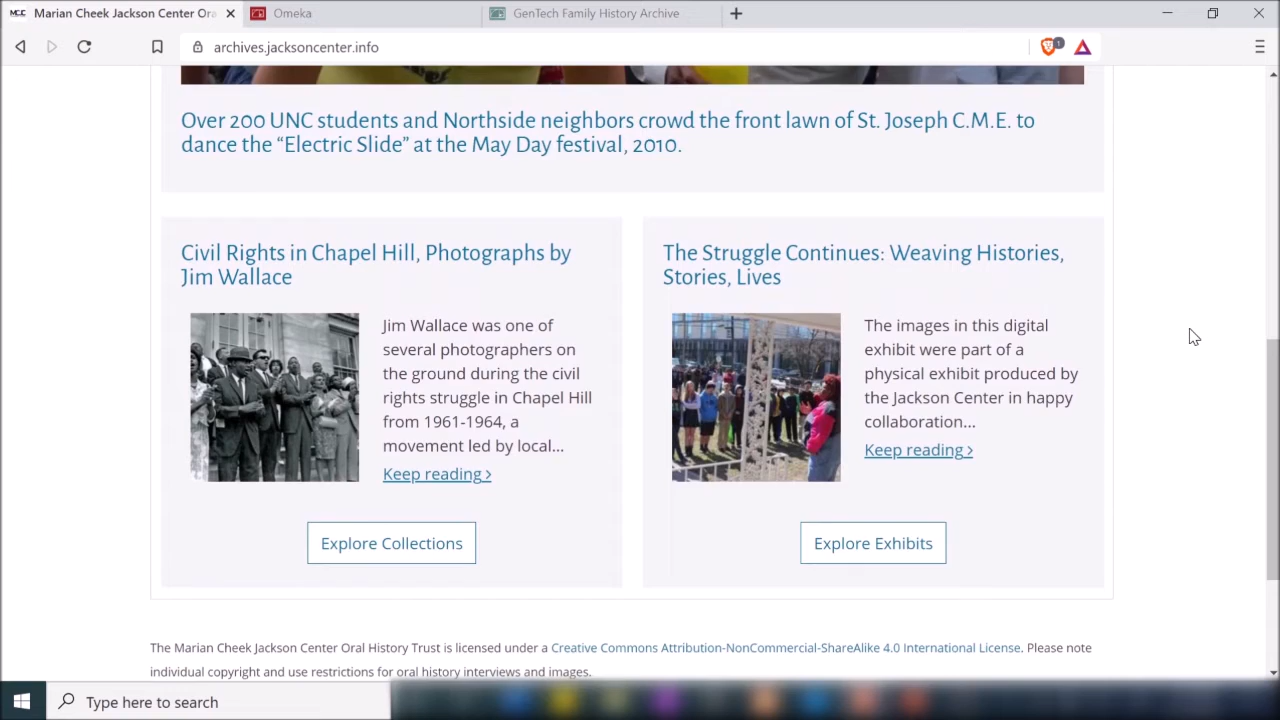 Marian Cheek Jackson Center Ora
Omeka
GenTech Family History Archive
archives.jacksoncenter.info
1
Over 200 UNC students and Northside neighbors crowd the front lawn of St. Joseph C.M.E. to
dance the “Electric Slide” at the May Day festival, 2010.
Civil Rights in Chapel Hill, Photographs by
Jim Wallace
Jim Wallace was one of
several photographers on
the ground during the civil
rights struggle in Chapel Hill
from 1961-1964, a
movement led by local...
Keep reading >
Explore Collections
The Struggle Continues: Weaving Histories,
Stories, Lives
The images in this digital
exhibit were part of a
physical exhibit produced by
the Jackson Center in happy
collaboration...
Keep reading >
Explore Exhibits
The Marian Cheek Jackson Center Oral History Trust is licensed under a Creative Commons Attribution-NonCommercial-ShareAlike 4.0 International License. Please note
individual copyright and use restrictions for oral history interviews and images.
Type here to search